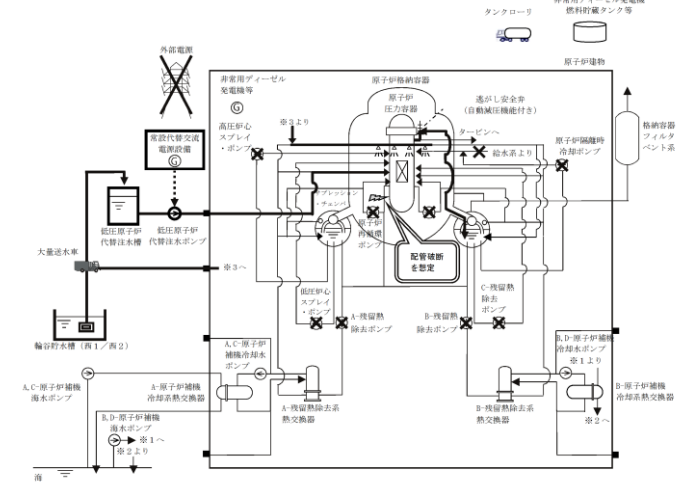 非常用ディーゼル発電機
燃料貯蔵タンク等
タンクローリ
外部電源
原子炉建物
非常用ディーゼル
発電機等
G
原子炉格納容器
原子炉
圧力容器
逃がし安全弁
(自動減圧機能付き)
※3より
タービンへ
給水系より
高圧炉心
スプレイ
・ポンプ
原子炉隔離時
冷却ポンプ
格納容器
フィルタ
ベント系
常設代替交流
電源設備
G
サプレッション
・チェンバ
原子炉
再循環
ポンプ
配管破断
を想定
低圧原子炉
代替注水槽
低圧原子炉
代替注水ポンプ
大量送水車
※3へ
輪谷貯水槽(西1/西2)
低圧炉心
スプレイ
・ポンプ
A-残留熱
除去ポンプ
B-残留熱
除去ポンプ
C-残留熱
除去
ポンプ
A,C-原子炉
補機冷却水
ポンプ
B,D-原子炉補機
冷却水ポンプ
※1より
A,C-原子炉補機
海水ポンプ
A-原子炉補機
冷却系熱交換器
A-残留熱除去系
熱交換器
B-残留熱除去系
熱交換器
B-原子炉補機
冷却系熱交換器
※2へ
B,D-原子炉補機
海水ポンプ
※1へ
※2より
海